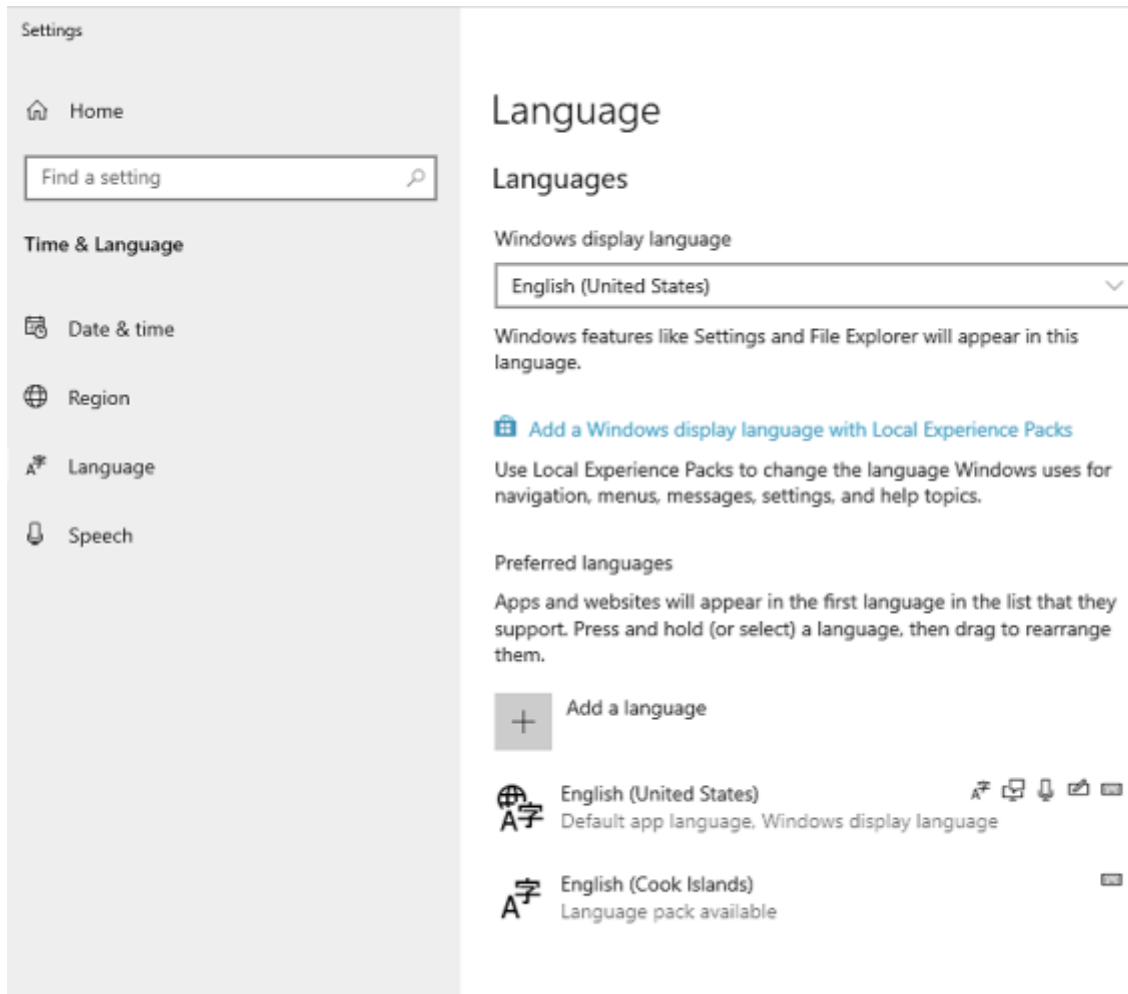 Settings
Home
Find a setting
Time & Language
Date & time
Region
Language
Speech
Language
Languages
Windows display language
English (United States)
Windows features like Settings and File Explorer will appear in this
language.
Add a Windows display language with Local Experience Packs
Use Local Experience Packs to change the language Windows uses for
navigation, menus, messages, settings, and help topics.
Preferred languages
Apps and websites will appear in the first language in the list that they
support. Press and hold (or select) a language, then drag to rearrange
them.
Add a language
English (United States)
Default app language, Windows display language
English (Cook Islands)
Language pack available